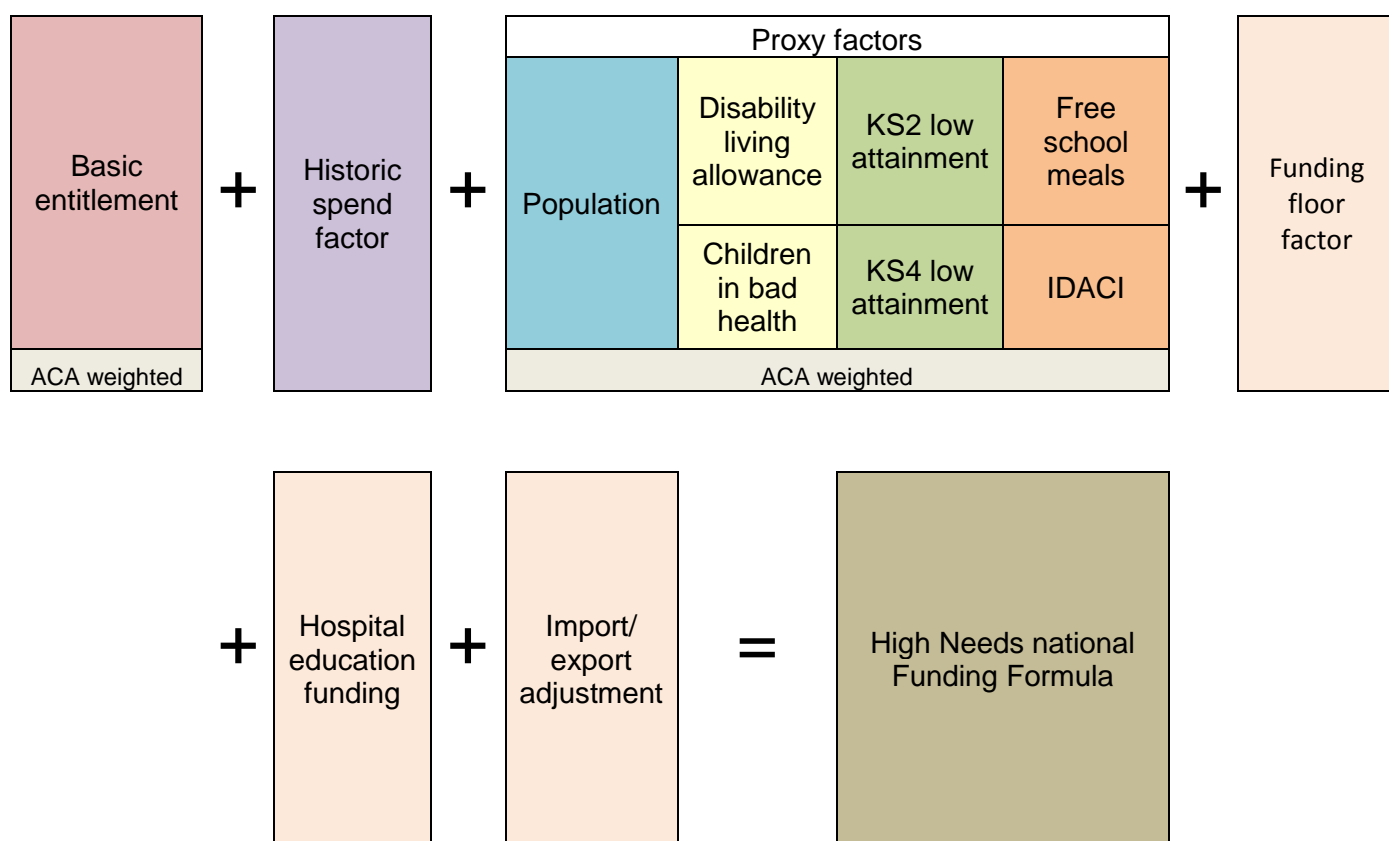 Basic
entitlement
ACA weighted
+
Historic
spend
factor
+
Proxy factors
Population
Disability
living
allowance
KS2 low
attainment
Free
school
meals
Children
in bad
health
KS4 low
attainment
IDACI
ACA weighted
+
Funding
floor
factor
+
Hospital
education
funding
+
Import/
export
adjustment
=
High Needs national
Funding Formula